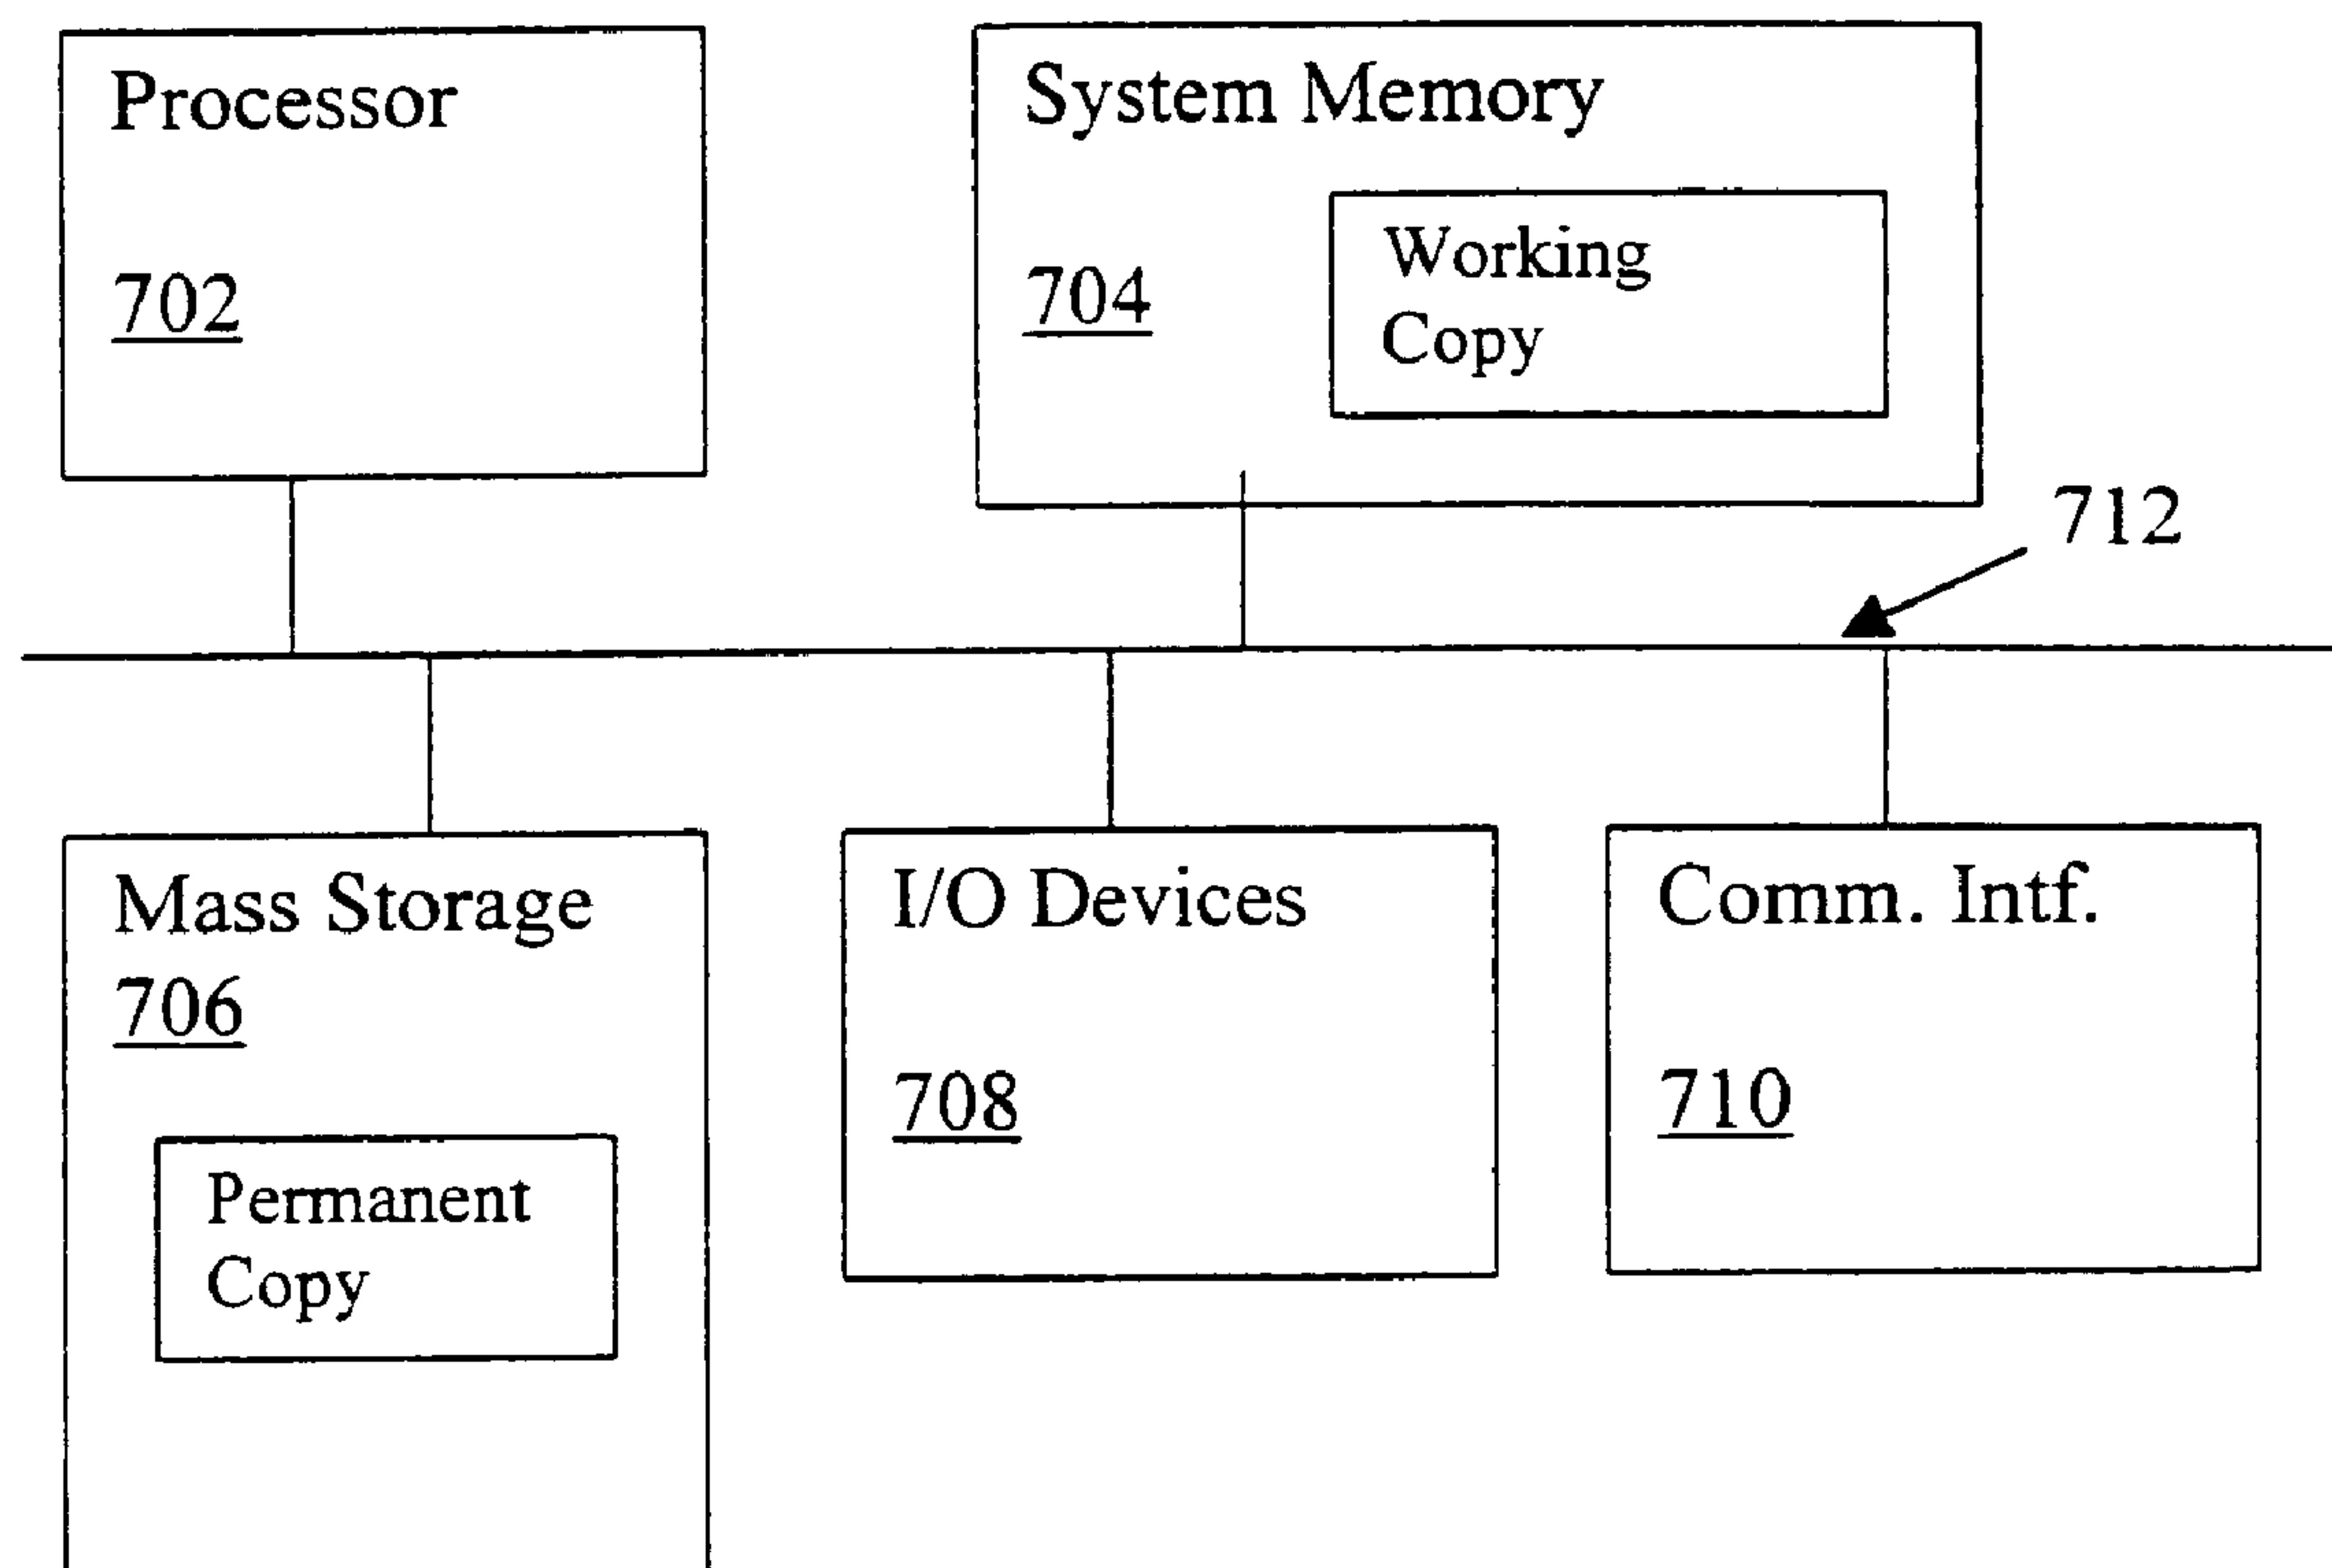 Processor
702
System Memory
704
Working
Copy
712
Mass Storage
706
Permanent
Copy
I/O Devices
708
Comm. Intf.
710